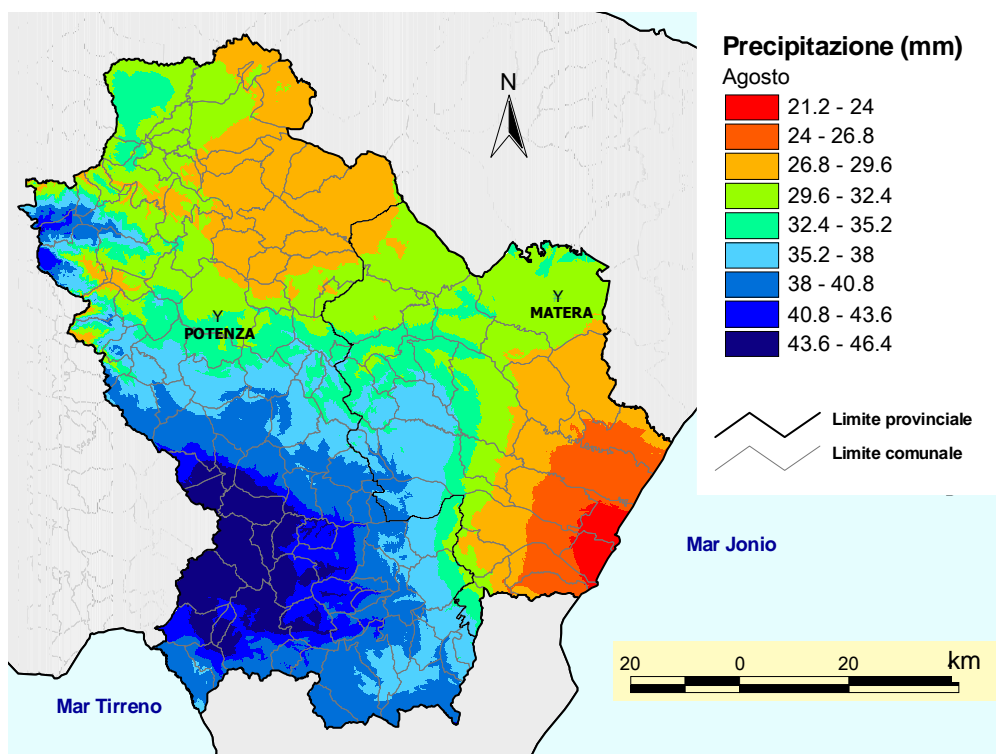 Precipitazione (mm)
Agosto
21.2 - 24
24 - 26.8
26.8 - 29.6
29.6 - 32.4
32.4 - 35.2
35.2 - 38
38 - 40.8
40.8 - 43.6
43.6 - 46.4
Limite provinciale
Limite comunale
N
Y
MATERA
Y
POTENZA
Mar Jonio
Mar Tirreno
20 0 20 km